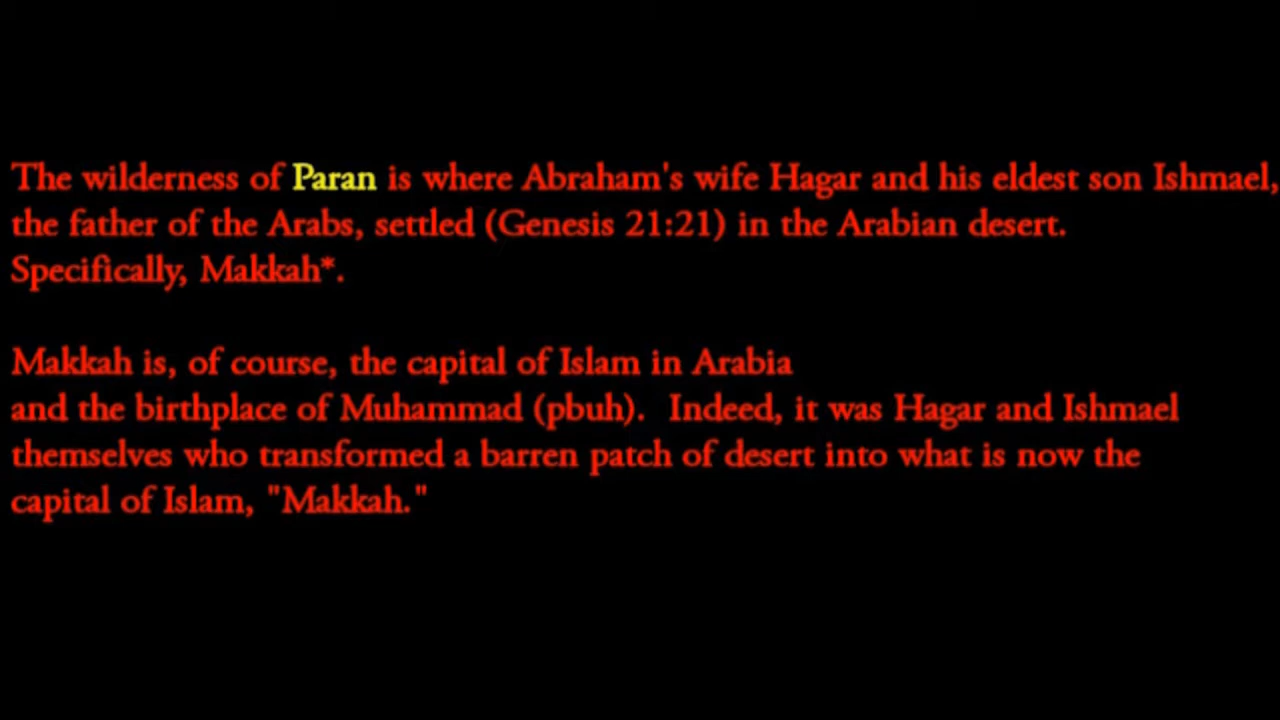 The wilderness of Paran is where Abraham's wife Hagar and his eldest son Ishmael,
the father of the Arabs, settled (Genesis 21:21) in the Arabian desert.
Specifically, Makkah*.
Makkah is, of course, the capital of Islam in Arabia
and the birthplace of Muhammad (pbuh).  Indeed, it was Hagar and Ishmael
themselves who transformed a barren patch of desert into what is now the
capital of Islam, "Makkah."